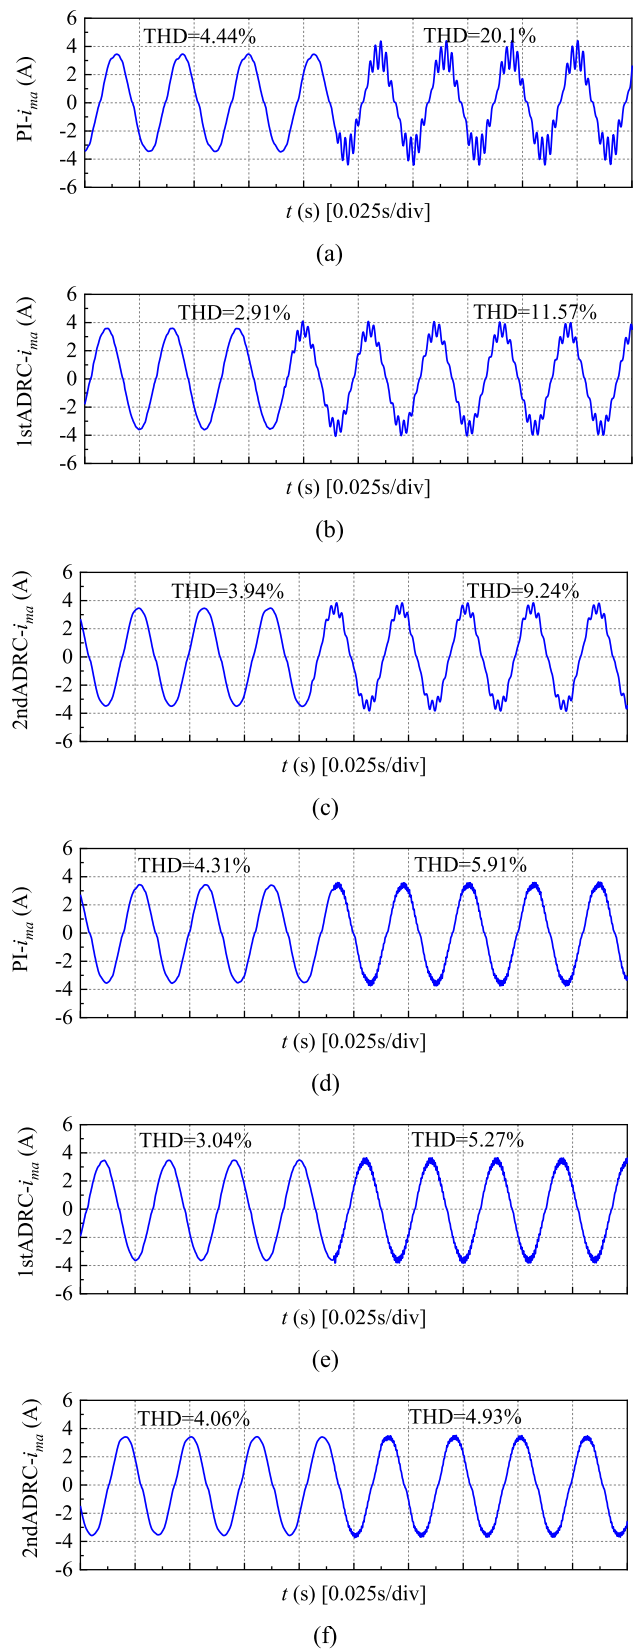 THD=4.44% THD=20.1%
PI-ima (A)
6
4
2
0
-2
-4
-6
t (s) [0.025s/div]
(a)
THD=2.91% THD=11.57%
1stADRC-ima (A)
6
4
2
0
-2
-4
-6
t (s) [0.025s/div]
(b)
THD=3.94% THD=9.24%
2ndADRC-ima (A)
6
4
2
0
-2
-4
-6
t (s) [0.025s/div]
(c)
THD=4.31% THD=5.91%
PI-ima (A)
6
4
2
0
-2
-4
-6
t (s) [0.025s/div]
(d)
THD=3.04% THD=5.27%
1stADRC-ima (A)
6
4
2
0
-2
-4
-6
t (s) [0.025s/div]
(e)
THD=4.06% THD=4.93%
2ndADRC-ima (A)
6
4
2
0
-2
-4
-6
t (s) [0.025s/div]
(f)